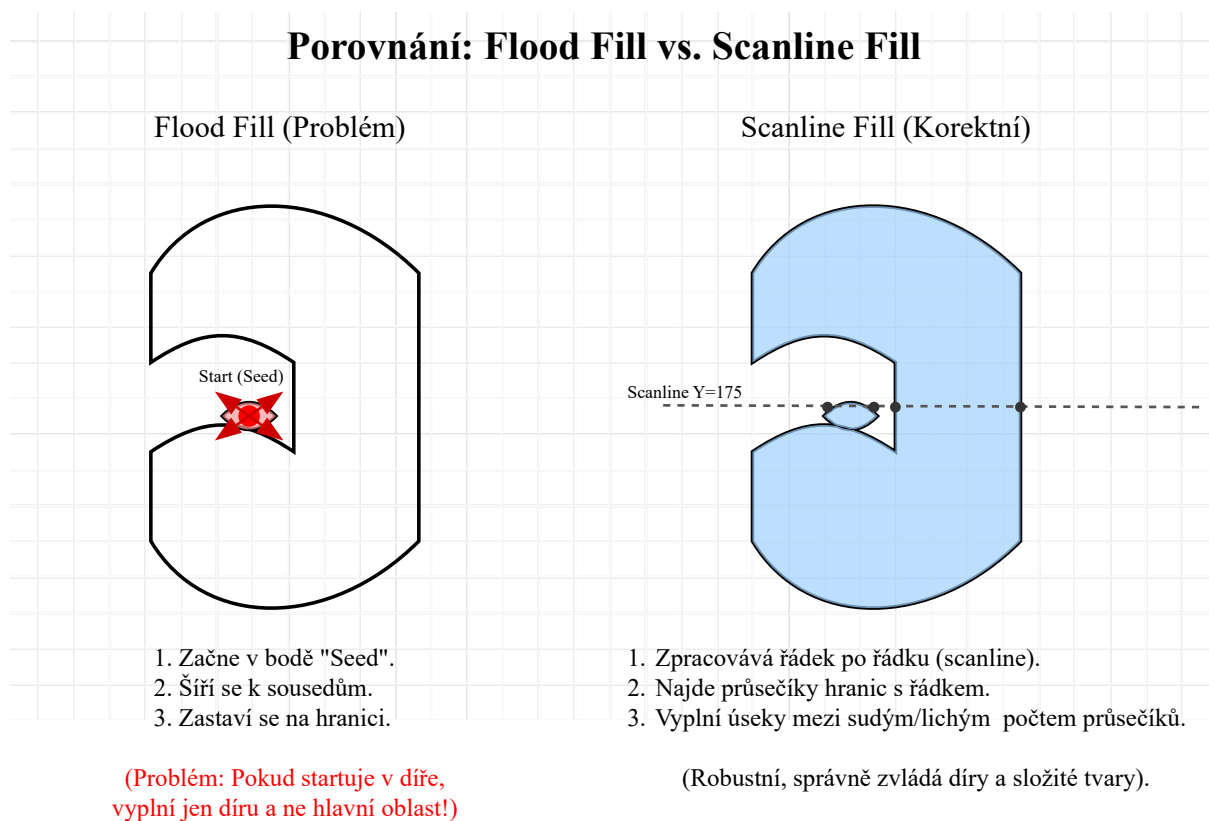 Porovnání: Flood Fill vs. Scanline Fill
Flood Fill (Problém)
Start (Seed)
1. Začne v bodě "Seed".
2. Šíří se k sousedům.
3. Zastaví se na hranici.
(Problém: Pokud startuje v díře,
vyplní jen díru a ne hlavní oblast!)
Scanline Fill (Korektní)
Scanline Y=175
1. Zpracovává řádek po řádku (scanline).
2. Najde průsečíky hranic s řádkem.
3. Vyplní úseky mezi sudým/lichým počtem průsečíků.
(Robustní, správně zvládá díry a složité tvary).